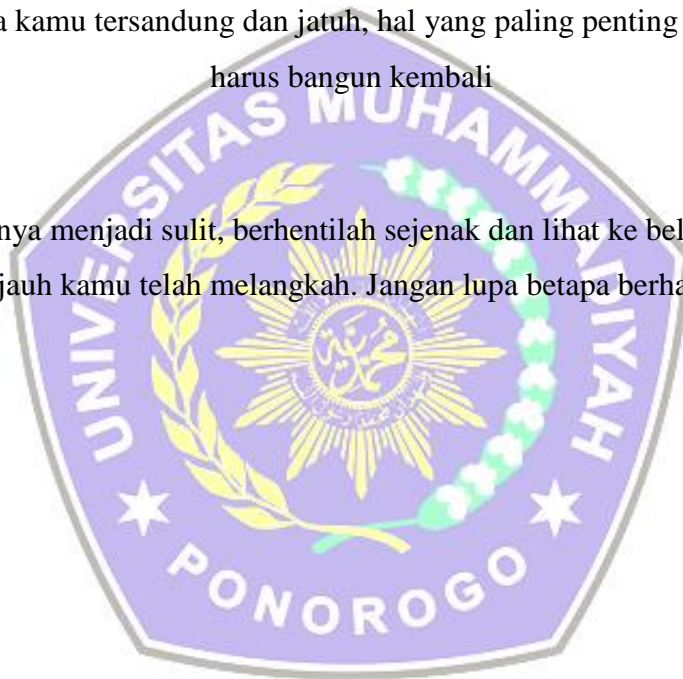 a kamu tersandung dan jatuh, hal yang paling penting
harus bangun kembali
UNIVERSITAS MUHAMMADIYAH
nya menjadi sulit, berhentilah sejenak dan lihat ke bel
jauh kamu telah melangkah. Jangan lupa betapa berha
محمدية
PONOROGO